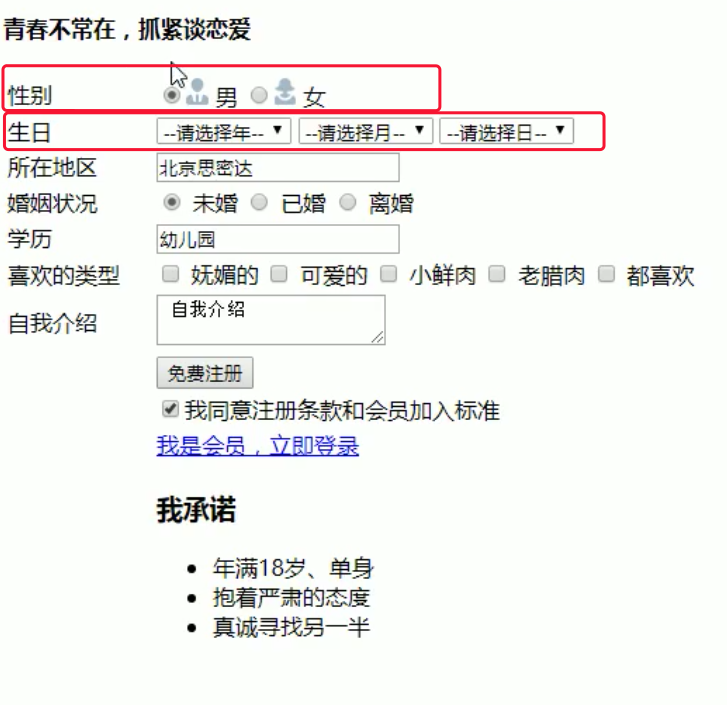 青春不常在，抓紧谈恋爱
性别 男 女
生日 --请选择年-- --请选择月-- --请选择日--
所在地区 北京思密达
婚姻状况 未婚 已婚 离婚
学历 幼儿园
喜欢的类型 妩媚的 可爱的 小鲜肉 老腊肉 都喜欢
自我介绍 自我介绍
免费注册
我同意注册条款和会员加入标准
我是会员，立即登录
我承诺
年满18岁、单身
抱着严肃的态度
真诚寻找另一半